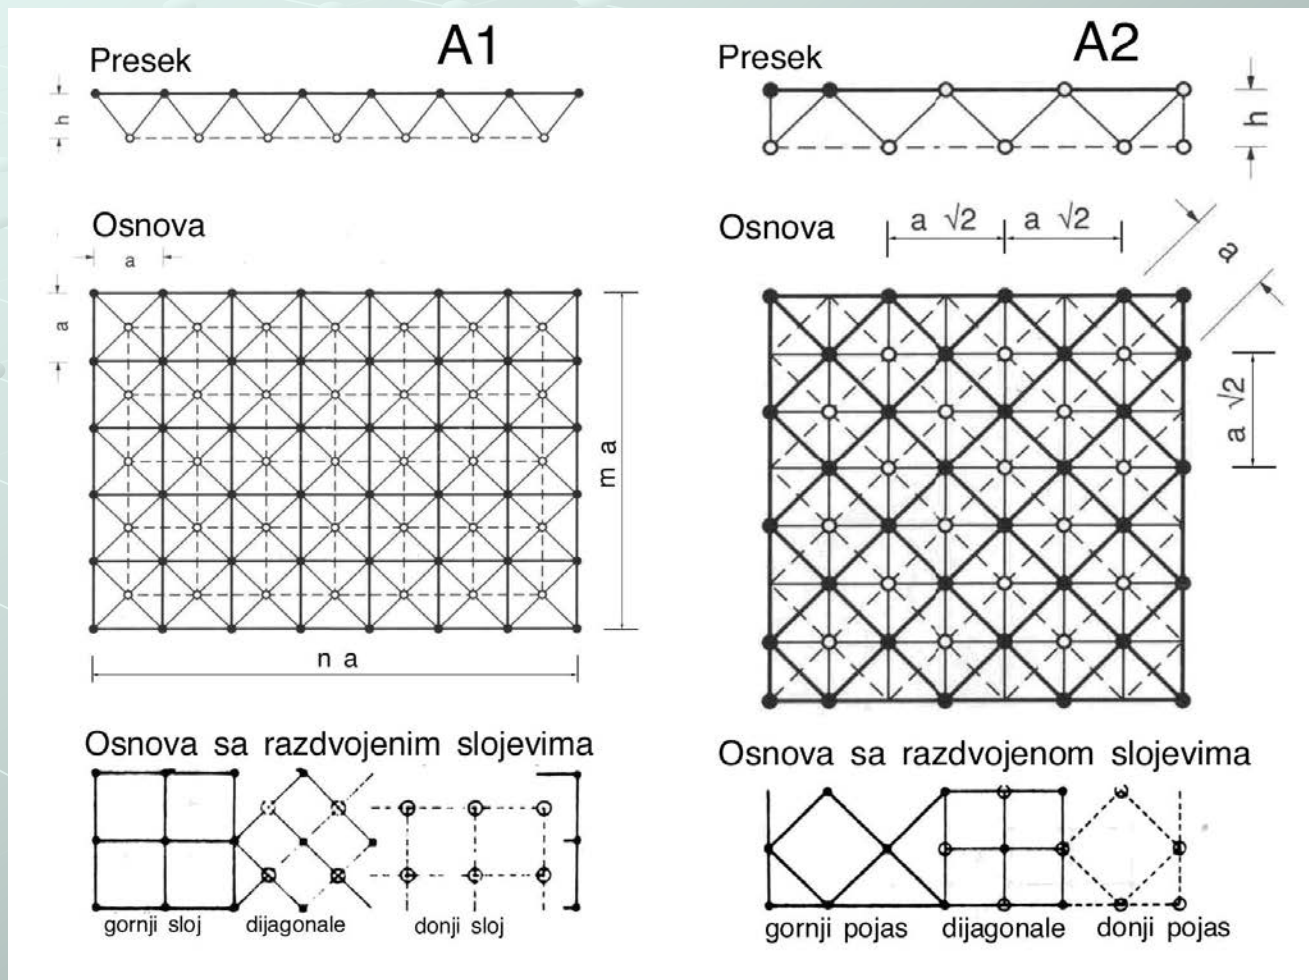 A1
Presek
h
Osnova
a
a
m a
n a
Osnova sa razdvojenim slojevima
gornji sloj
dijagonale
donji sloj
A2
Presek
h
Osnova
a √2
a √2
a
a √2
Osnova sa razdvojenom slojevima
gornji pojas
dijagonale
donji pojas